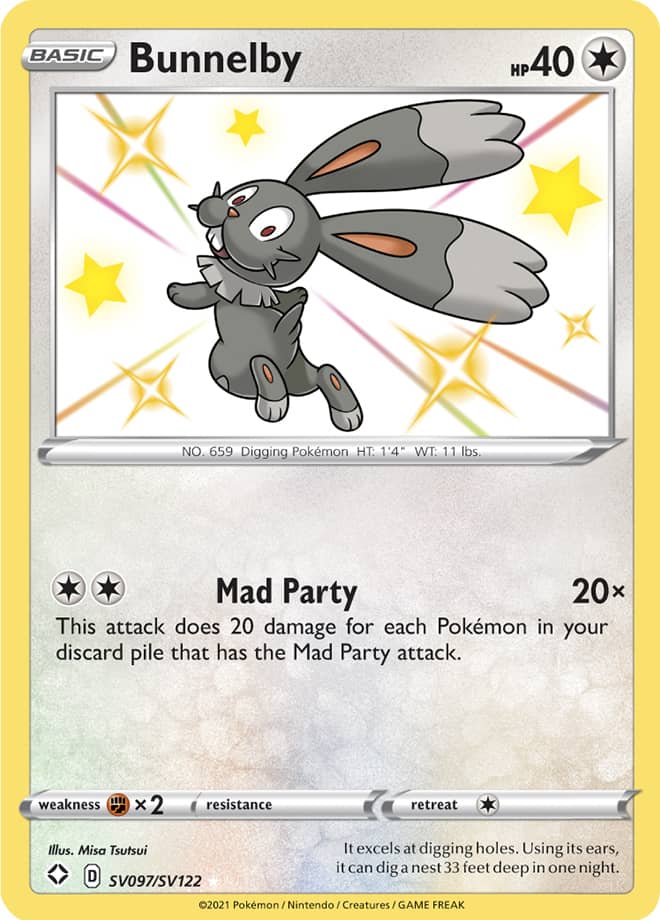 BASIC Bunnelby HP40
NO. 659 Digging Pokémon HT: 1'4" WT: 11 lbs.
Mad Party 20×
This attack does 20 damage for each Pokémon in your
discard pile that has the Mad Party attack.
weakness ×2 resistance retreat
Illus. Misa Tsutsui
D SV097/SV122
It excels at digging holes. Using its ears,
it can dig a nest 33 feet deep in one night.
©2021 Pokémon / Nintendo / Creatures / GAME FREAK